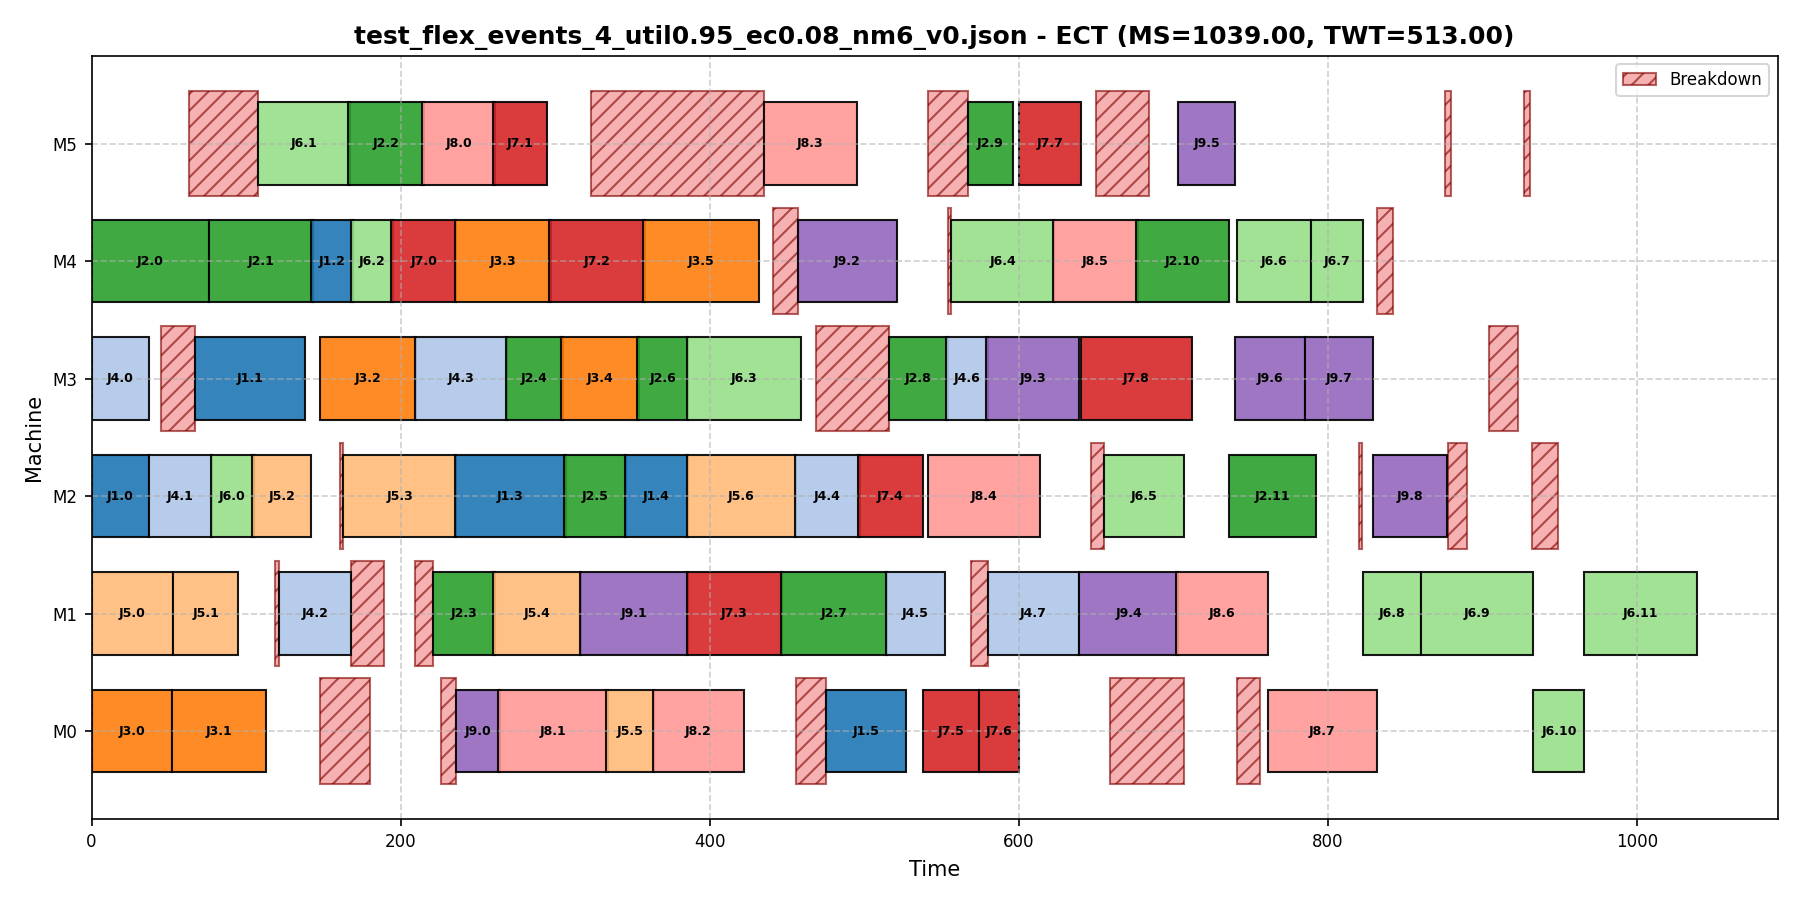 test_flex_events_4_util0.95_ec0.08_nm6_v0.json - ECT (MS=1039.00, TWT=513.00)
Breakdown
M5
J6.1 J2.2 J8.0 J7.1 J8.3 J2.9 J7.7 J9.5
M4
J2.0 J2.1 J1.2 J6.2 J7.0 J3.3 J7.2 J3.5 J9.2 J6.4 J8.5 J2.10 J6.6 J6.7
M3
J4.0 J1.1 J3.2 J4.3 J2.4 J3.4 J2.6 J6.3 J2.8 J4.6 J9.3 J7.8 J9.6 J9.7
M2
J1.0 J4.1 J6.0 J5.2 J5.3 J1.3 J2.5 J1.4 J5.6 J4.4 J7.4 J8.4 J6.5 J2.11 J9.8
M1
J5.0 J5.1 J4.2 J2.3 J5.4 J9.1 J7.3 J2.7 J4.5 J4.7 J9.4 J8.6 J6.8 J6.9 J6.11
M0
J3.0 J3.1 J9.0 J8.1 J5.5 J8.2 J1.5 J7.5 J7.6 J8.7 J6.10
Machine
0 200 400 600 800 1000
Time